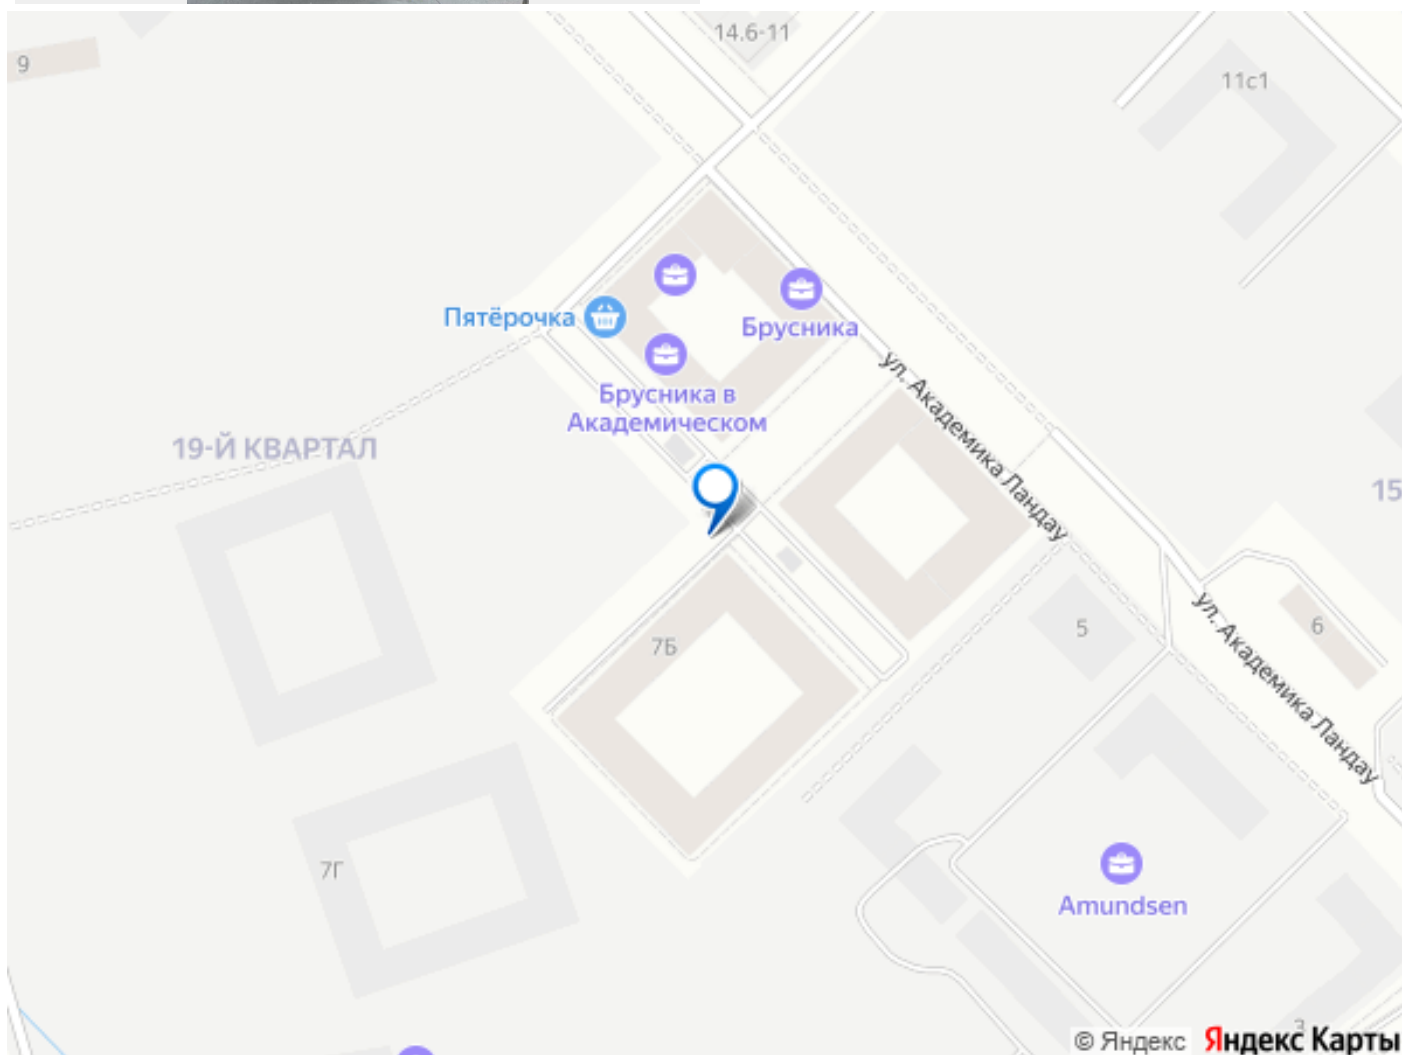 14.6-11
9
11с1
Пятёрочка
Брусника
Брусника в
Академическом
ул. Академика Ландау
19-Й КВАРТАЛ
15
5
6
7Б
ул. Академика Ландау
7Г
Amundsen
3
© Яндекс Яндекс Карты